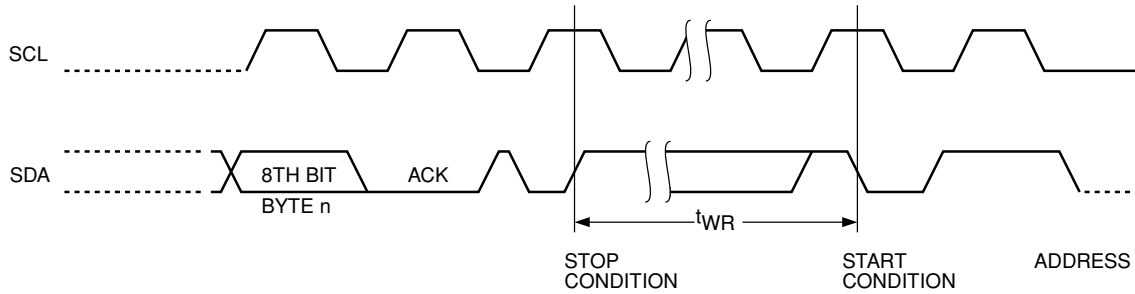 SCL
SDA
8TH BIT
ACK
BYTE n
tWR
STOP
CONDITION
START
CONDITION
ADDRESS